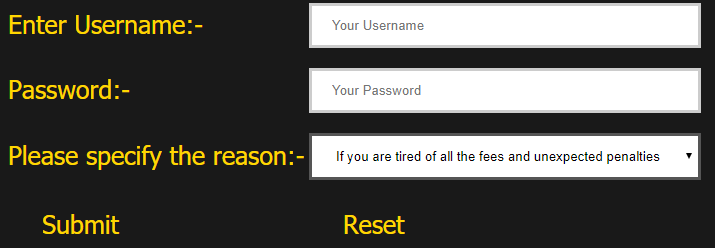 Enter Username:- Your Username
Password:- Your Password
Please specify the reason:- If you are tired of all the fees and unexpected penalties
Submit Reset